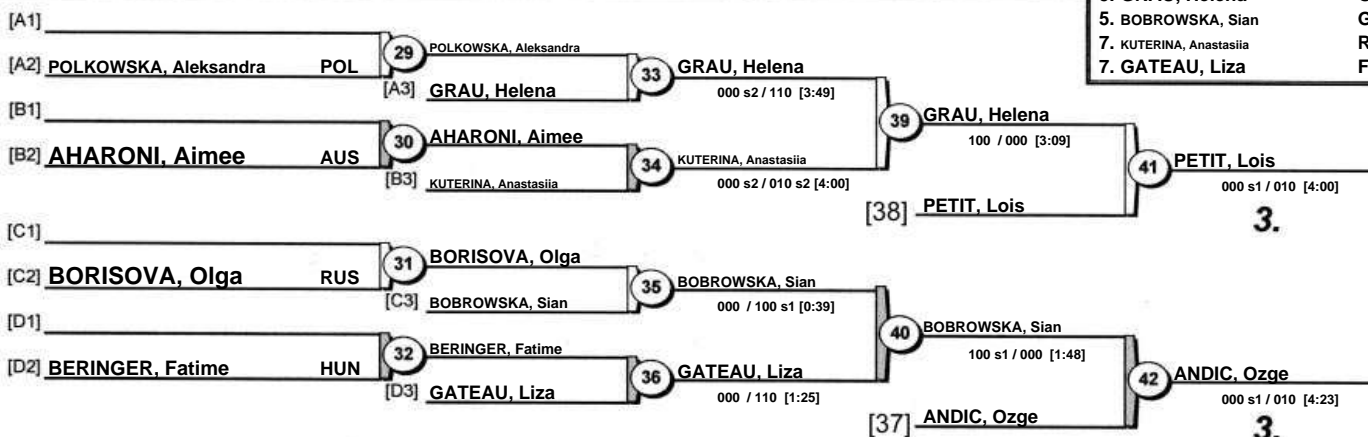 5. BOBROWSKA, Sian G
7. KUTERINA, Anastasiia R
7. GATEAU, Liza F
[A1]
[A2] POLKOWSKA, Aleksandra POL
29
POLKOWSKA, Aleksandra
[A3] GRAU, Helena
33
GRAU, Helena
000 s2 / 110 [3:49]
[B1]
[B2] AHARONI, Aimee AUS
30
AHARONI, Aimee
[B3] KUTERINA, Anastasiia
34
KUTERINA, Anastasiia
000 s2 / 010 s2 [4:00]
39
GRAU, Helena
100 / 000 [3:09]
[38] PETIT, Lois
41
PETIT, Lois
000 s1 / 010 [4:00]
3.
[C1]
[C2] BORISOVA, Olga RUS
31
BORISOVA, Olga
[C3] BOBROWSKA, Sian
35
BOBROWSKA, Sian
000 / 100 s1 [0:39]
[D1]
[D2] BERINGER, Fatime HUN
32
BERINGER, Fatime
[D3] GATEAU, Liza
36
GATEAU, Liza
000 / 110 [1:25]
40
BOBROWSKA, Sian
100 s1 / 000 [1:48]
[37] ANDIC, Ozge
42
ANDIC, Ozge
000 s1 / 010 [4:23]
3.